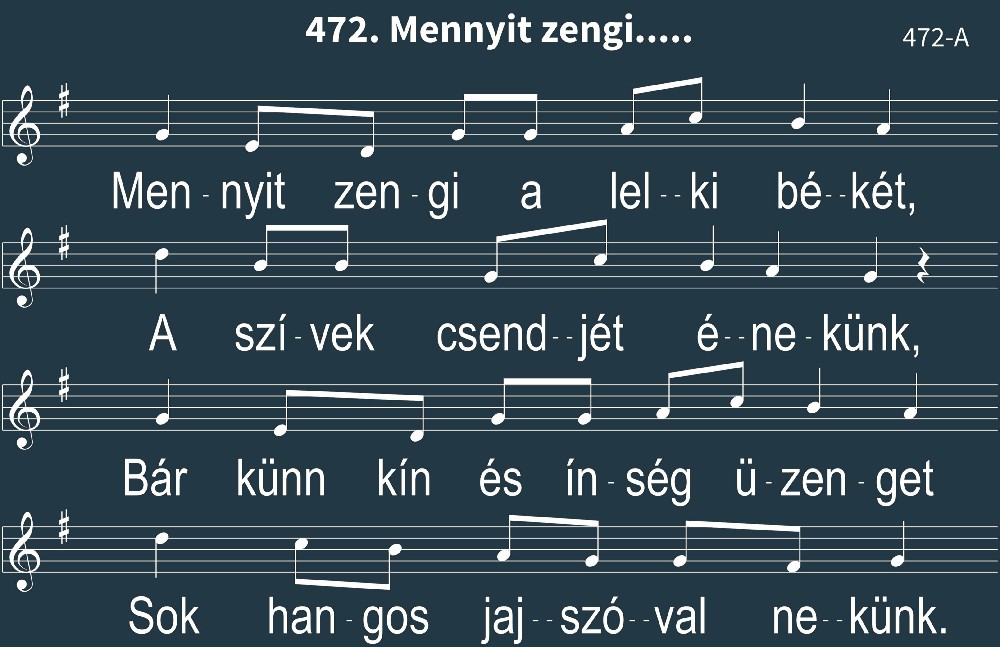 472. Mennyit zengi.....
472-A
Men - nyit zen - gi a lel - - ki bé - - két,
A szí - vek csend - - jét é - - ne - künk,
Bár künn kín és ín - ség ü - zen - get
Sok han - gos jaj - - szó - - val ne - - künk.